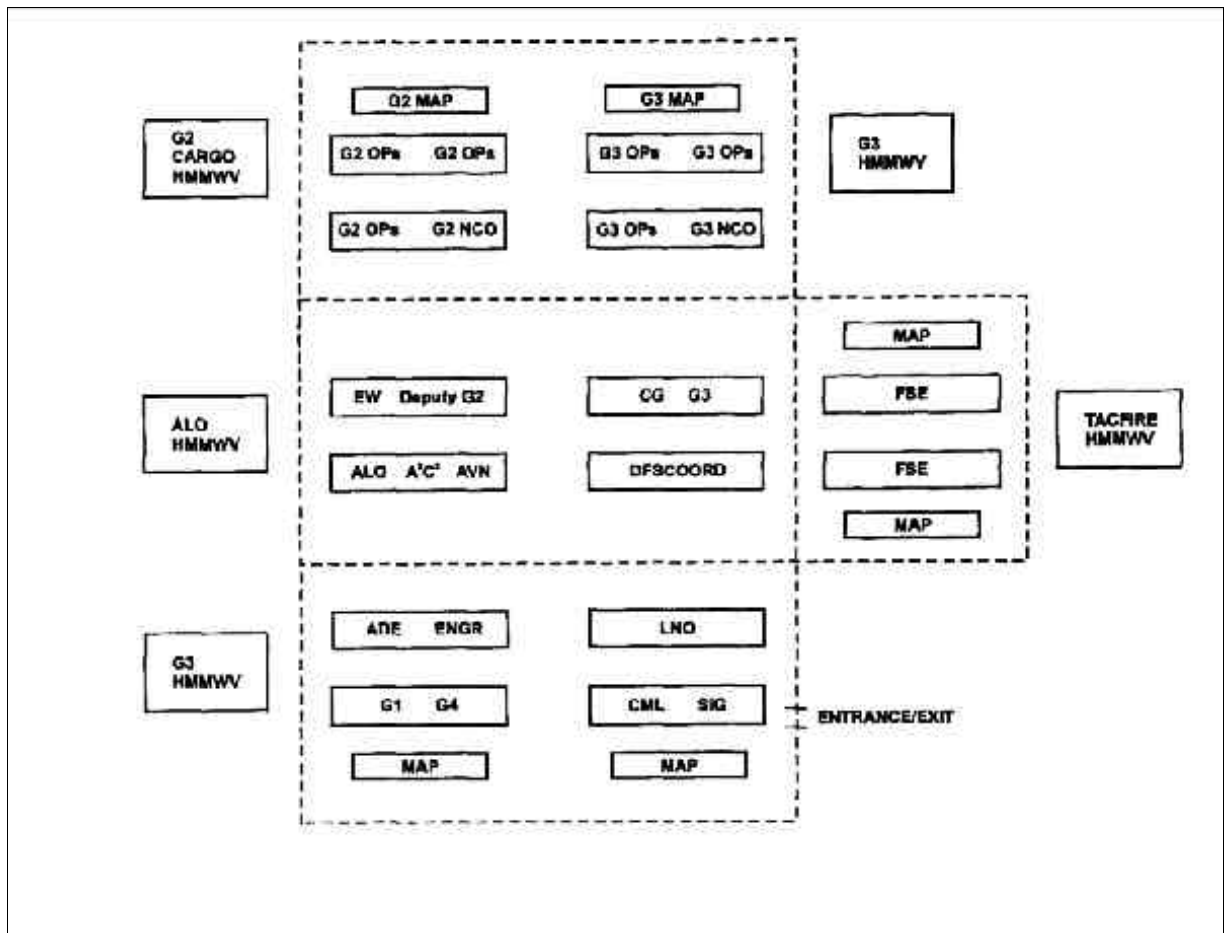 G2 MAP
G3 MAP
G2
CARGO
HMMWV
G2 OPs G2 OPs
G3 OPs G3 OPs
G3
HMMWY
G2 OPs G2 NCO
G3 OPs G3 NCO
MAP
EW Deputy G2
CG G3
FSE
ALO
HMMWV
TACFIRE
HMMWV
ALO A²C² AVN
DFSCOORD
FSE
MAP
ADE ENGR
LNO
G3
HMMWV
G1 G4
CML SIG
ENTRANCE/EXIT
MAP
MAP